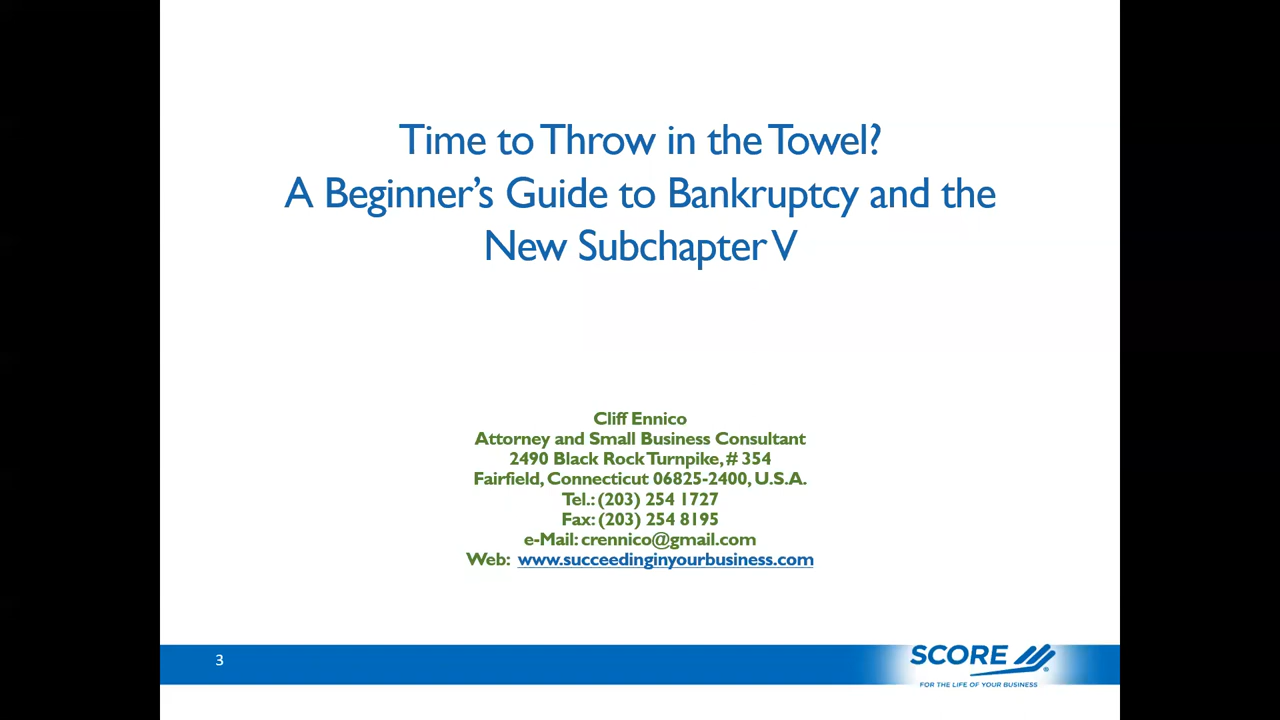 Time to Throw in the Towel?
A Beginner's Guide to Bankruptcy and the
New Subchapter V
Cliff Ennico
Attorney and Small Business Consultant
2490 Black Rock Turnpike, # 354
Fairfield, Connecticut 06825-2400, U.S.A.
Tel.: (203) 254 1727
Fax: (203) 254 8195
e-Mail: crennico@gmail.com
Web: www.succeedinginyourbusiness.com
3
SCORE
FOR THE LIFE OF YOUR BUSINESS